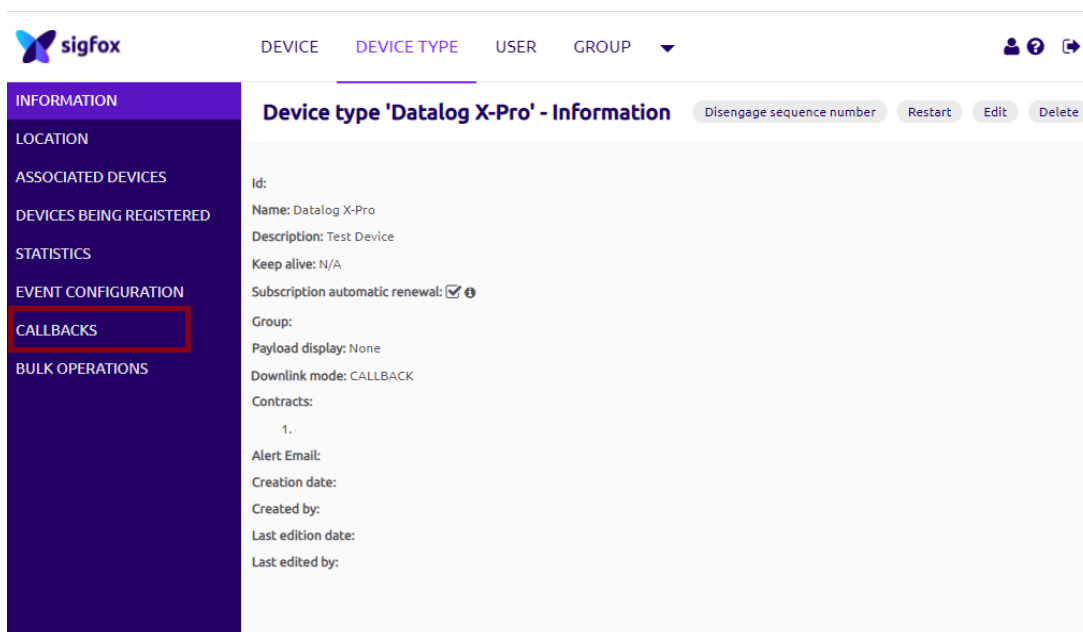 sigfox
DEVICE DEVICE TYPE USER GROUP
INFORMATION
LOCATION
ASSOCIATED DEVICES
DEVICES BEING REGISTERED
STATISTICS
EVENT CONFIGURATION
CALLBACKS
BULK OPERATIONS
Device type 'Datalog X-Pro' - Information
Disengage sequence number Restart Edit Delete
Id:
Name: Datalog X-Pro
Description: Test Device
Keep alive: N/A
Subscription automatic renewal:
Group:
Payload display: None
Downlink mode: CALLBACK
Contracts:
1.
Alert Email:
Creation date:
Created by:
Last edition date:
Last edited by: